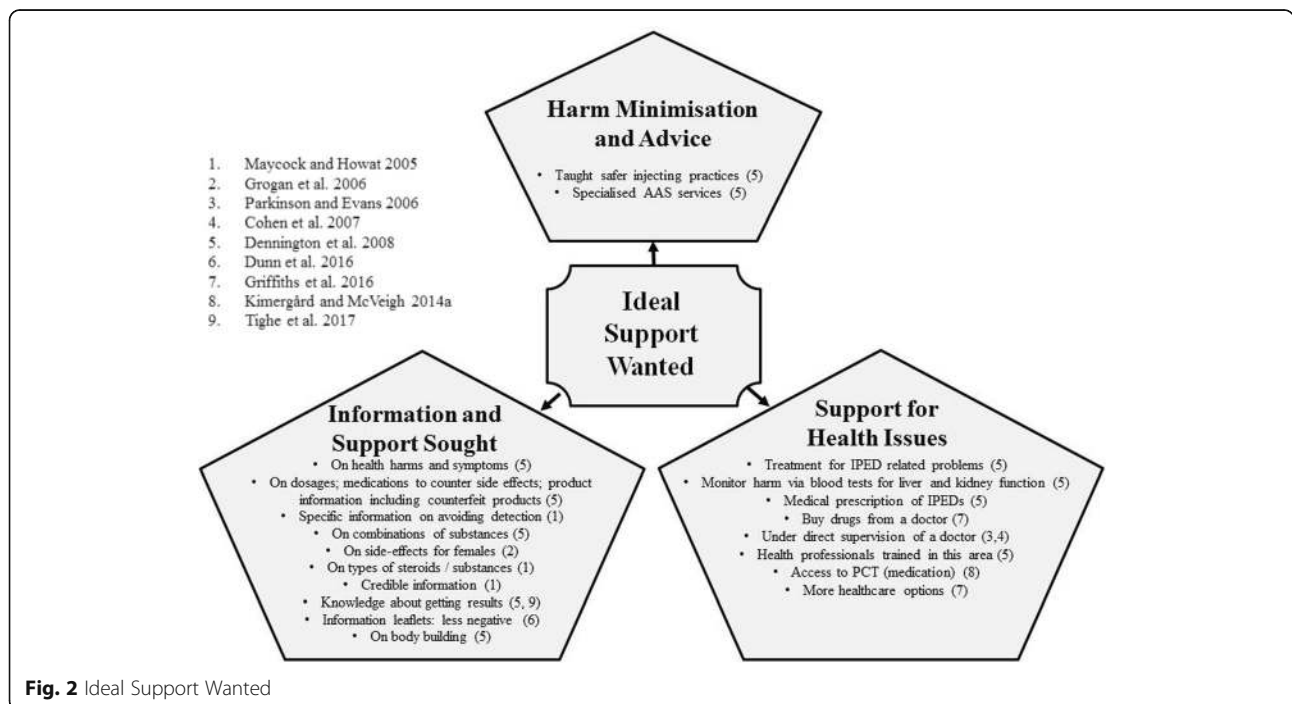 Harm Minimisation
and Advice
• Taught safer injecting practices (5)
• Specialised AAS services (5)
1. Maycock and Howat 2005
2. Grogan et al. 2006
3. Parkinson and Evans 2006
4. Cohen et al. 2007
5. Dennington et al. 2008
6. Dunn et al. 2016
7. Griffiths et al. 2016
8. Kimergård and McVeigh 2014a
9. Tighe et al. 2017
Ideal
Support
Wanted
Information and
Support Sought
• On health harms and symptoms (5)
• On dosages; medications to counter side effects; product
information including counterfeit products (5)
• Specific information on avoiding detection (1)
• On combinations of substances (5)
• On side-effects for females (2)
• On types of steroids / substances (1)
• Credible information (1)
• Knowledge about getting results (5, 9)
• Information leaflets: less negative (6)
• On body building (5)
Support for
Health Issues
• Treatment for IPED related problems (5)
• Monitor harm via blood tests for liver and kidney function (5)
• Medical prescription of IPEDs (5)
• Buy drugs from a doctor (7)
• Under direct supervision of a doctor (3,4)
• Health professionals trained in this area (5)
• Access to PCT (medication) (8)
• More healthcare options (7)
Fig. 2 Ideal Support Wanted